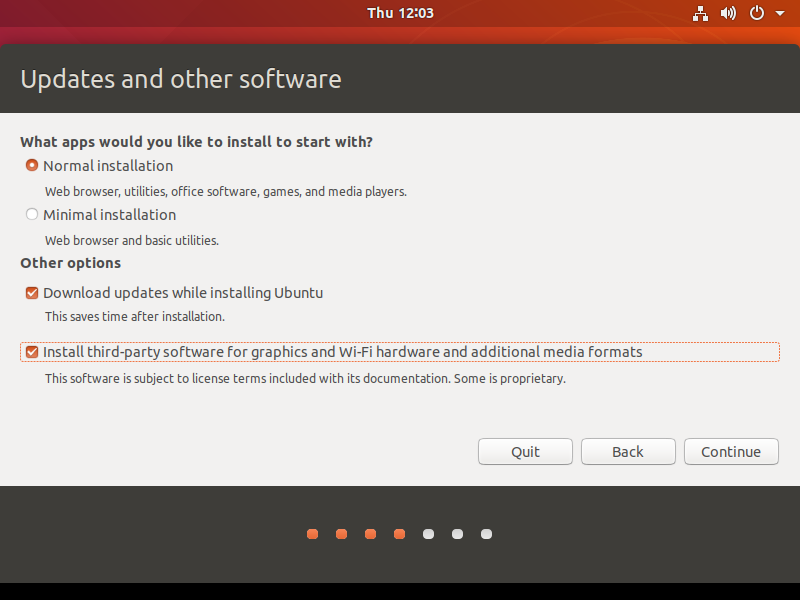 Thu 12:03
Updates and other software
What apps would you like to install to start with?
Normal installation
Web browser, utilities, office software, games, and media players.
Minimal installation
Web browser and basic utilities.
Other options
Download updates while installing Ubuntu
This saves time after installation.
Install third-party software for graphics and Wi-Fi hardware and additional media formats
This software is subject to license terms included with its documentation. Some is proprietary.
Quit Back Continue